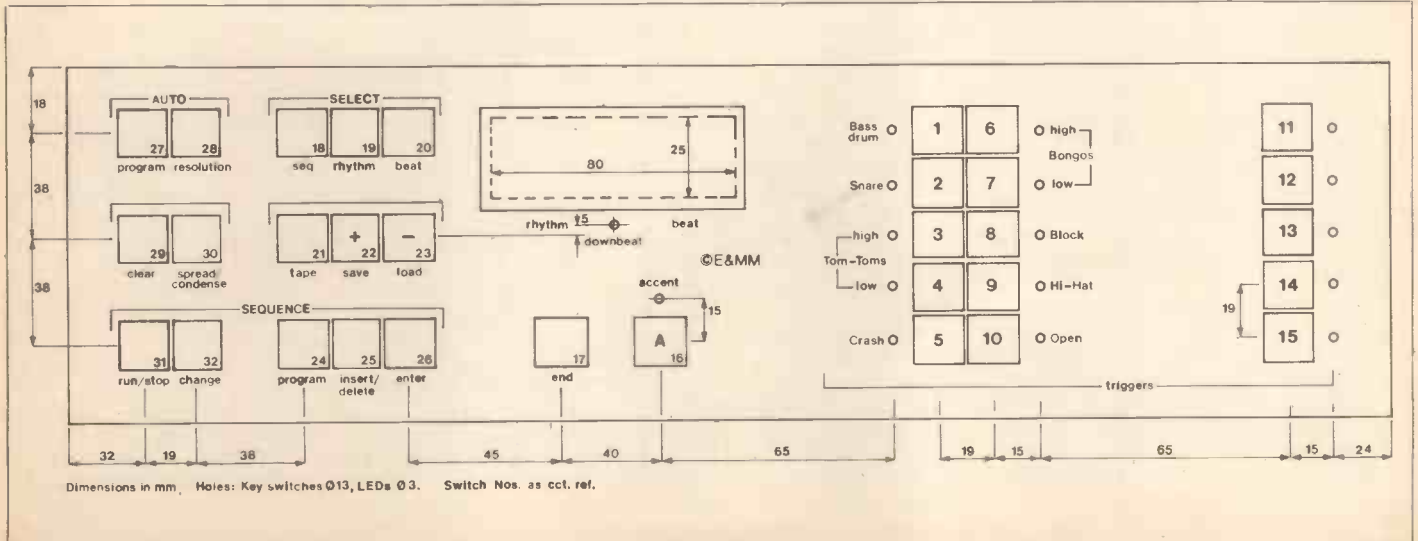 AUTO SELECT
18
27 28 18 19 20
program resolution seq rhythm beat
25
80
Bass drum 1 6 high
Bongos
Snare 2 7 low
high 3 8 Block
Tom-Toms
low 4 9 Hi-Hat
Crash 5 10 Open
11
12
13
14
15
19
38
rhythm 5 beat
downbeat
29 30 21 + 22 - 23
clear spread/condense tape save load
©E&MM
38
accent
15
SEQUENCE
31 32 24 25 26 17 A 16
run/stop change program insert/delete enter end
triggers
32 19 38 45 40 65 19 15 65 15 24
Dimensions in mm. Holes: Key switches Ø13, LEDs Ø3. Switch Nos. as cct. ref.